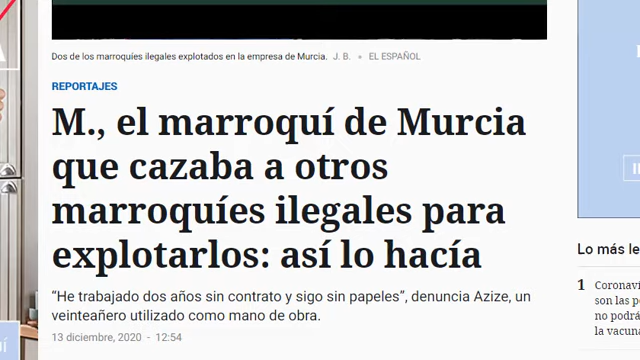 Dos de los marroquíes ilegales explotados en la empresa de Murcia. J. B. • EL ESPAÑOL
REPORTAJES
M., el marroquí de Murcia
que cazaba a otros
marroquíes ilegales para
explotarlos: así lo hacía
“He trabajado dos años sin contrato y sigo sin papeles”, denuncia Azize, un
veinteañero utilizado como mano de obra.
13 diciembre, 2020 - 12:54
Lo más le
1 Coronavi
son las p
no podrá
la vacuna